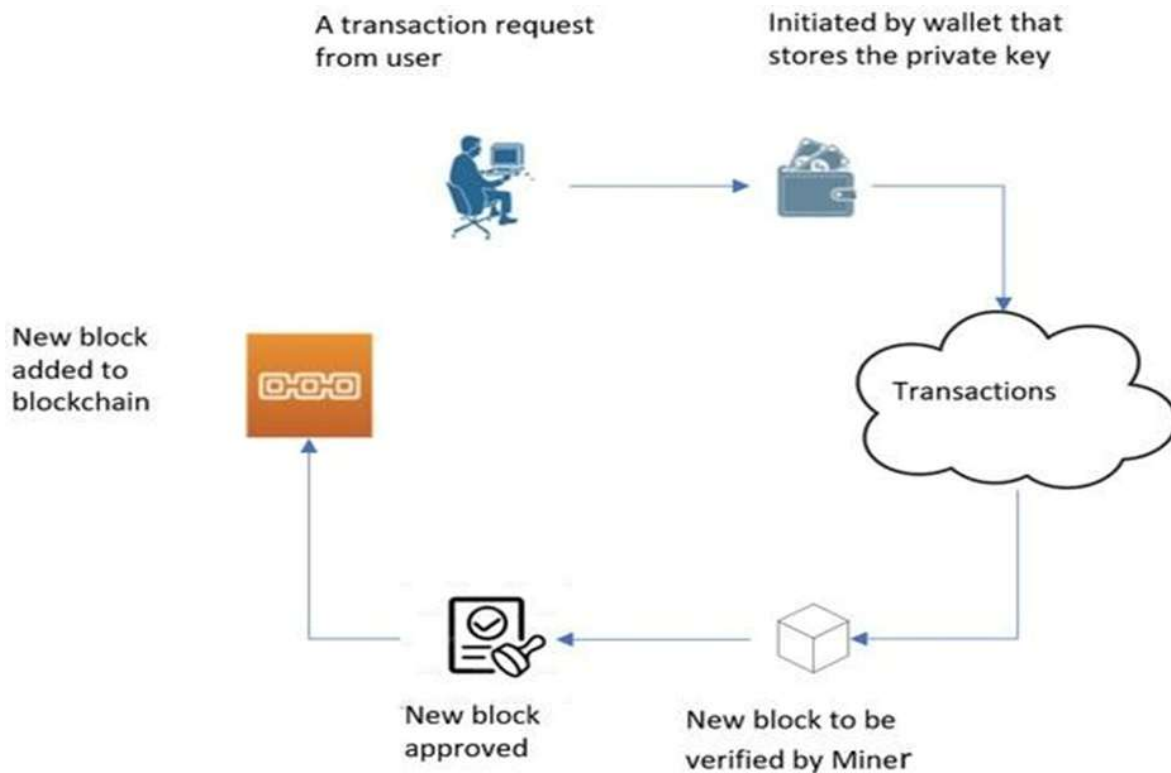 A transaction request
from user
Initiated by wallet that
stores the private key
Transactions
New block to be
verified by Miner
New block
approved
New block
added to
blockchain